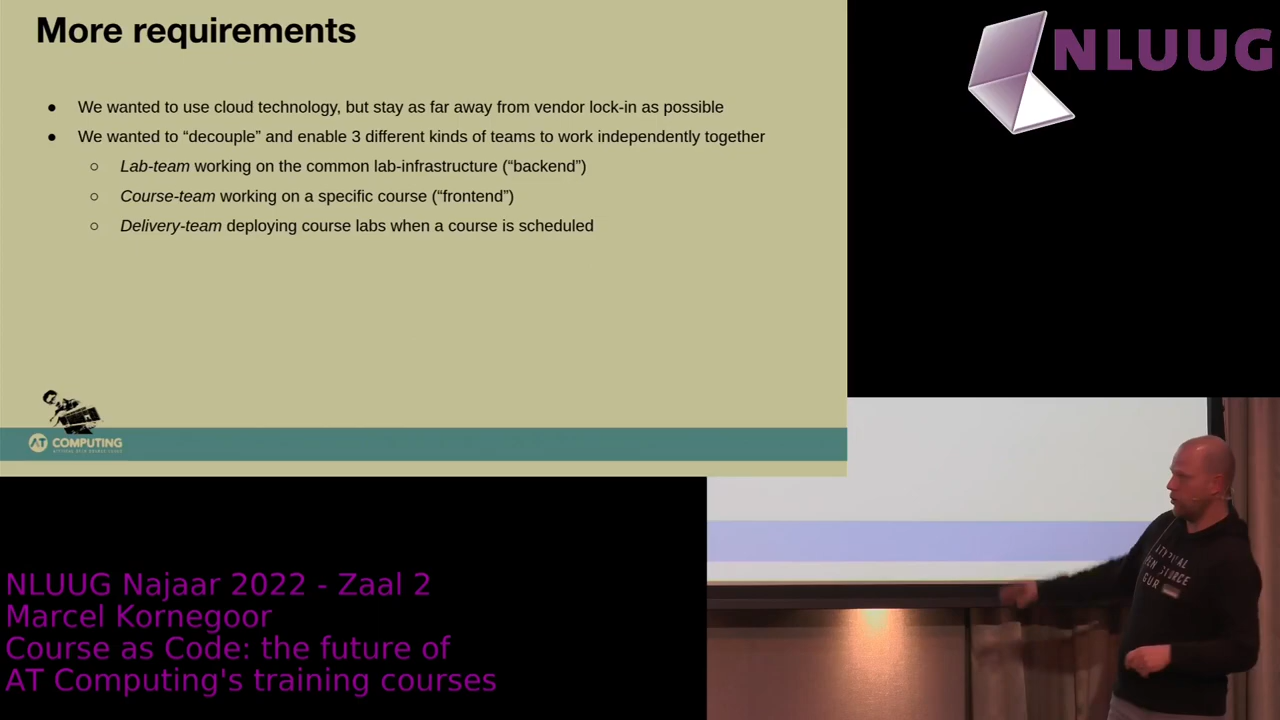 More requirements
● We wanted to use cloud technology, but stay as far away from vendor lock-in as possible
● We wanted to “decouple” and enable 3 different kinds of teams to work independently together
○ Lab-team working on the common lab-infrastructure (“backend”)
○ Course-team working on a specific course (“frontend”)
○ Delivery-team deploying course labs when a course is scheduled
AT COMPUTING
NLUUG
NLUUG Najaar 2022 - Zaal 2
Marcel Kornegoor
Course as Code: the future of
AT Computing's training courses